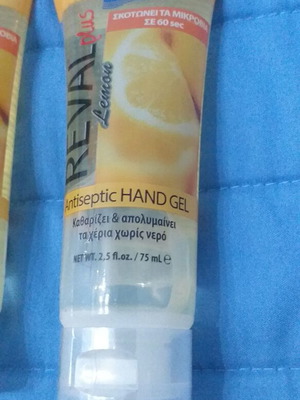 ΣΚΟΤΩΝΕΙ ΤΑ ΜΙΚΡΟΒΙΑ
ΣΕ 60 sec
REVAL
plus
Lemon
Antiseptic HAND GEL
Καθαρίζει & απολυμαίνει
τα χέρια χωρίς νερό
NET WT. 2.5 fl.oz. / 75 mL e